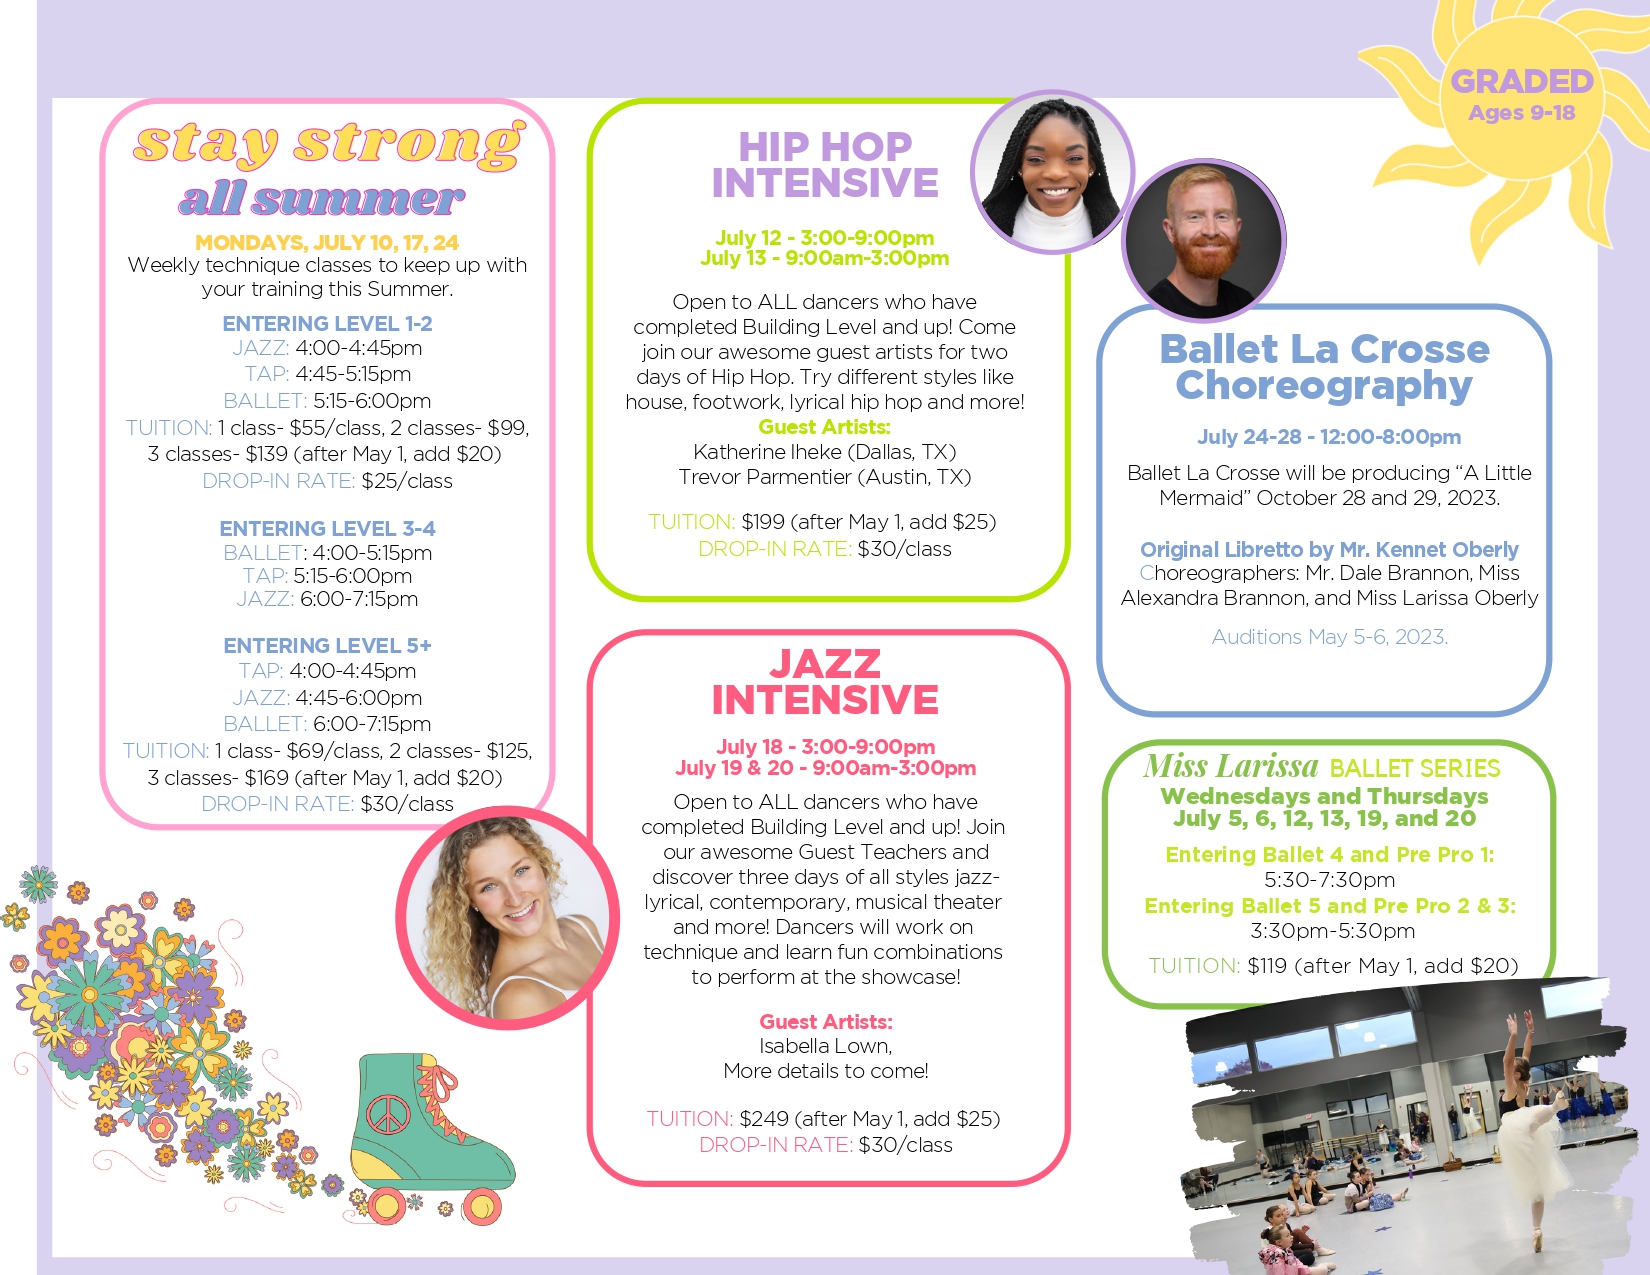 GRADED
Ages 9-18
stay strong
all summer
MONDAYS, JULY 10, 17, 24
Weekly technique classes to keep up with
your training this Summer.
ENTERING LEVEL 1-2
JAZZ: 4:00-4:45pm
TAP: 4:45-5:15pm
BALLET: 5:15-6:00pm
TUITION: 1 class- $55/class, 2 classes- $99,
3 classes- $139 (after May 1, add $20)
DROP-IN RATE: $25/class
ENTERING LEVEL 3-4
BALLET: 4:00-5:15pm
TAP: 5:15-6:00pm
JAZZ: 6:00-7:15pm
ENTERING LEVEL 5+
TAP: 4:00-4:45pm
JAZZ: 4:45-6:00pm
BALLET: 6:00-7:15pm
TUITION: 1 class- $69/class, 2 classes- $125,
3 classes- $169 (after May 1, add $20)
DROP-IN RATE: $30/class
HIP HOP
INTENSIVE
July 12 - 3:00-9:00pm
July 13 - 9:00am-3:00pm
Open to ALL dancers who have
completed Building Level and up! Come
join our awesome guest artists for two
days of Hip Hop. Try different styles like
house, footwork, lyrical hip hop and more!
Guest Artists:
Katherine Iheke (Dallas, TX)
Trevor Parmentier (Austin, TX)
TUITION: $199 (after May 1, add $25)
DROP-IN RATE: $30/class
JAZZ
INTENSIVE
July 18 - 3:00-9:00pm
July 19 & 20 - 9:00am-3:00pm
Open to ALL dancers who have
completed Building Level and up! Join
our awesome Guest Teachers and
discover three days of all styles jazz-
lyrical, contemporary, musical theater
and more! Dancers will work on
technique and learn fun combinations
to perform at the showcase!
Guest Artists:
Isabella Lown,
More details to come!
TUITION: $249 (after May 1, add $25)
DROP-IN RATE: $30/class
Ballet La Crosse
Choreography
July 24-28 - 12:00-8:00pm
Ballet La Crosse will be producing “A Little
Mermaid” October 28 and 29, 2023.
Original Libretto by Mr. Kennet Oberly
Choreographers: Mr. Dale Brannon, Miss
Alexandra Brannon, and Miss Larissa Oberly
Auditions May 5-6, 2023.
Miss Larissa BALLET SERIES
Wednesdays and Thursdays
July 5, 6, 12, 13, 19, and 20
Entering Ballet 4 and Pre Pro 1:
5:30-7:30pm
Entering Ballet 5 and Pre Pro 2 & 3:
3:30pm-5:30pm
TUITION: $119 (after May 1, add $20)